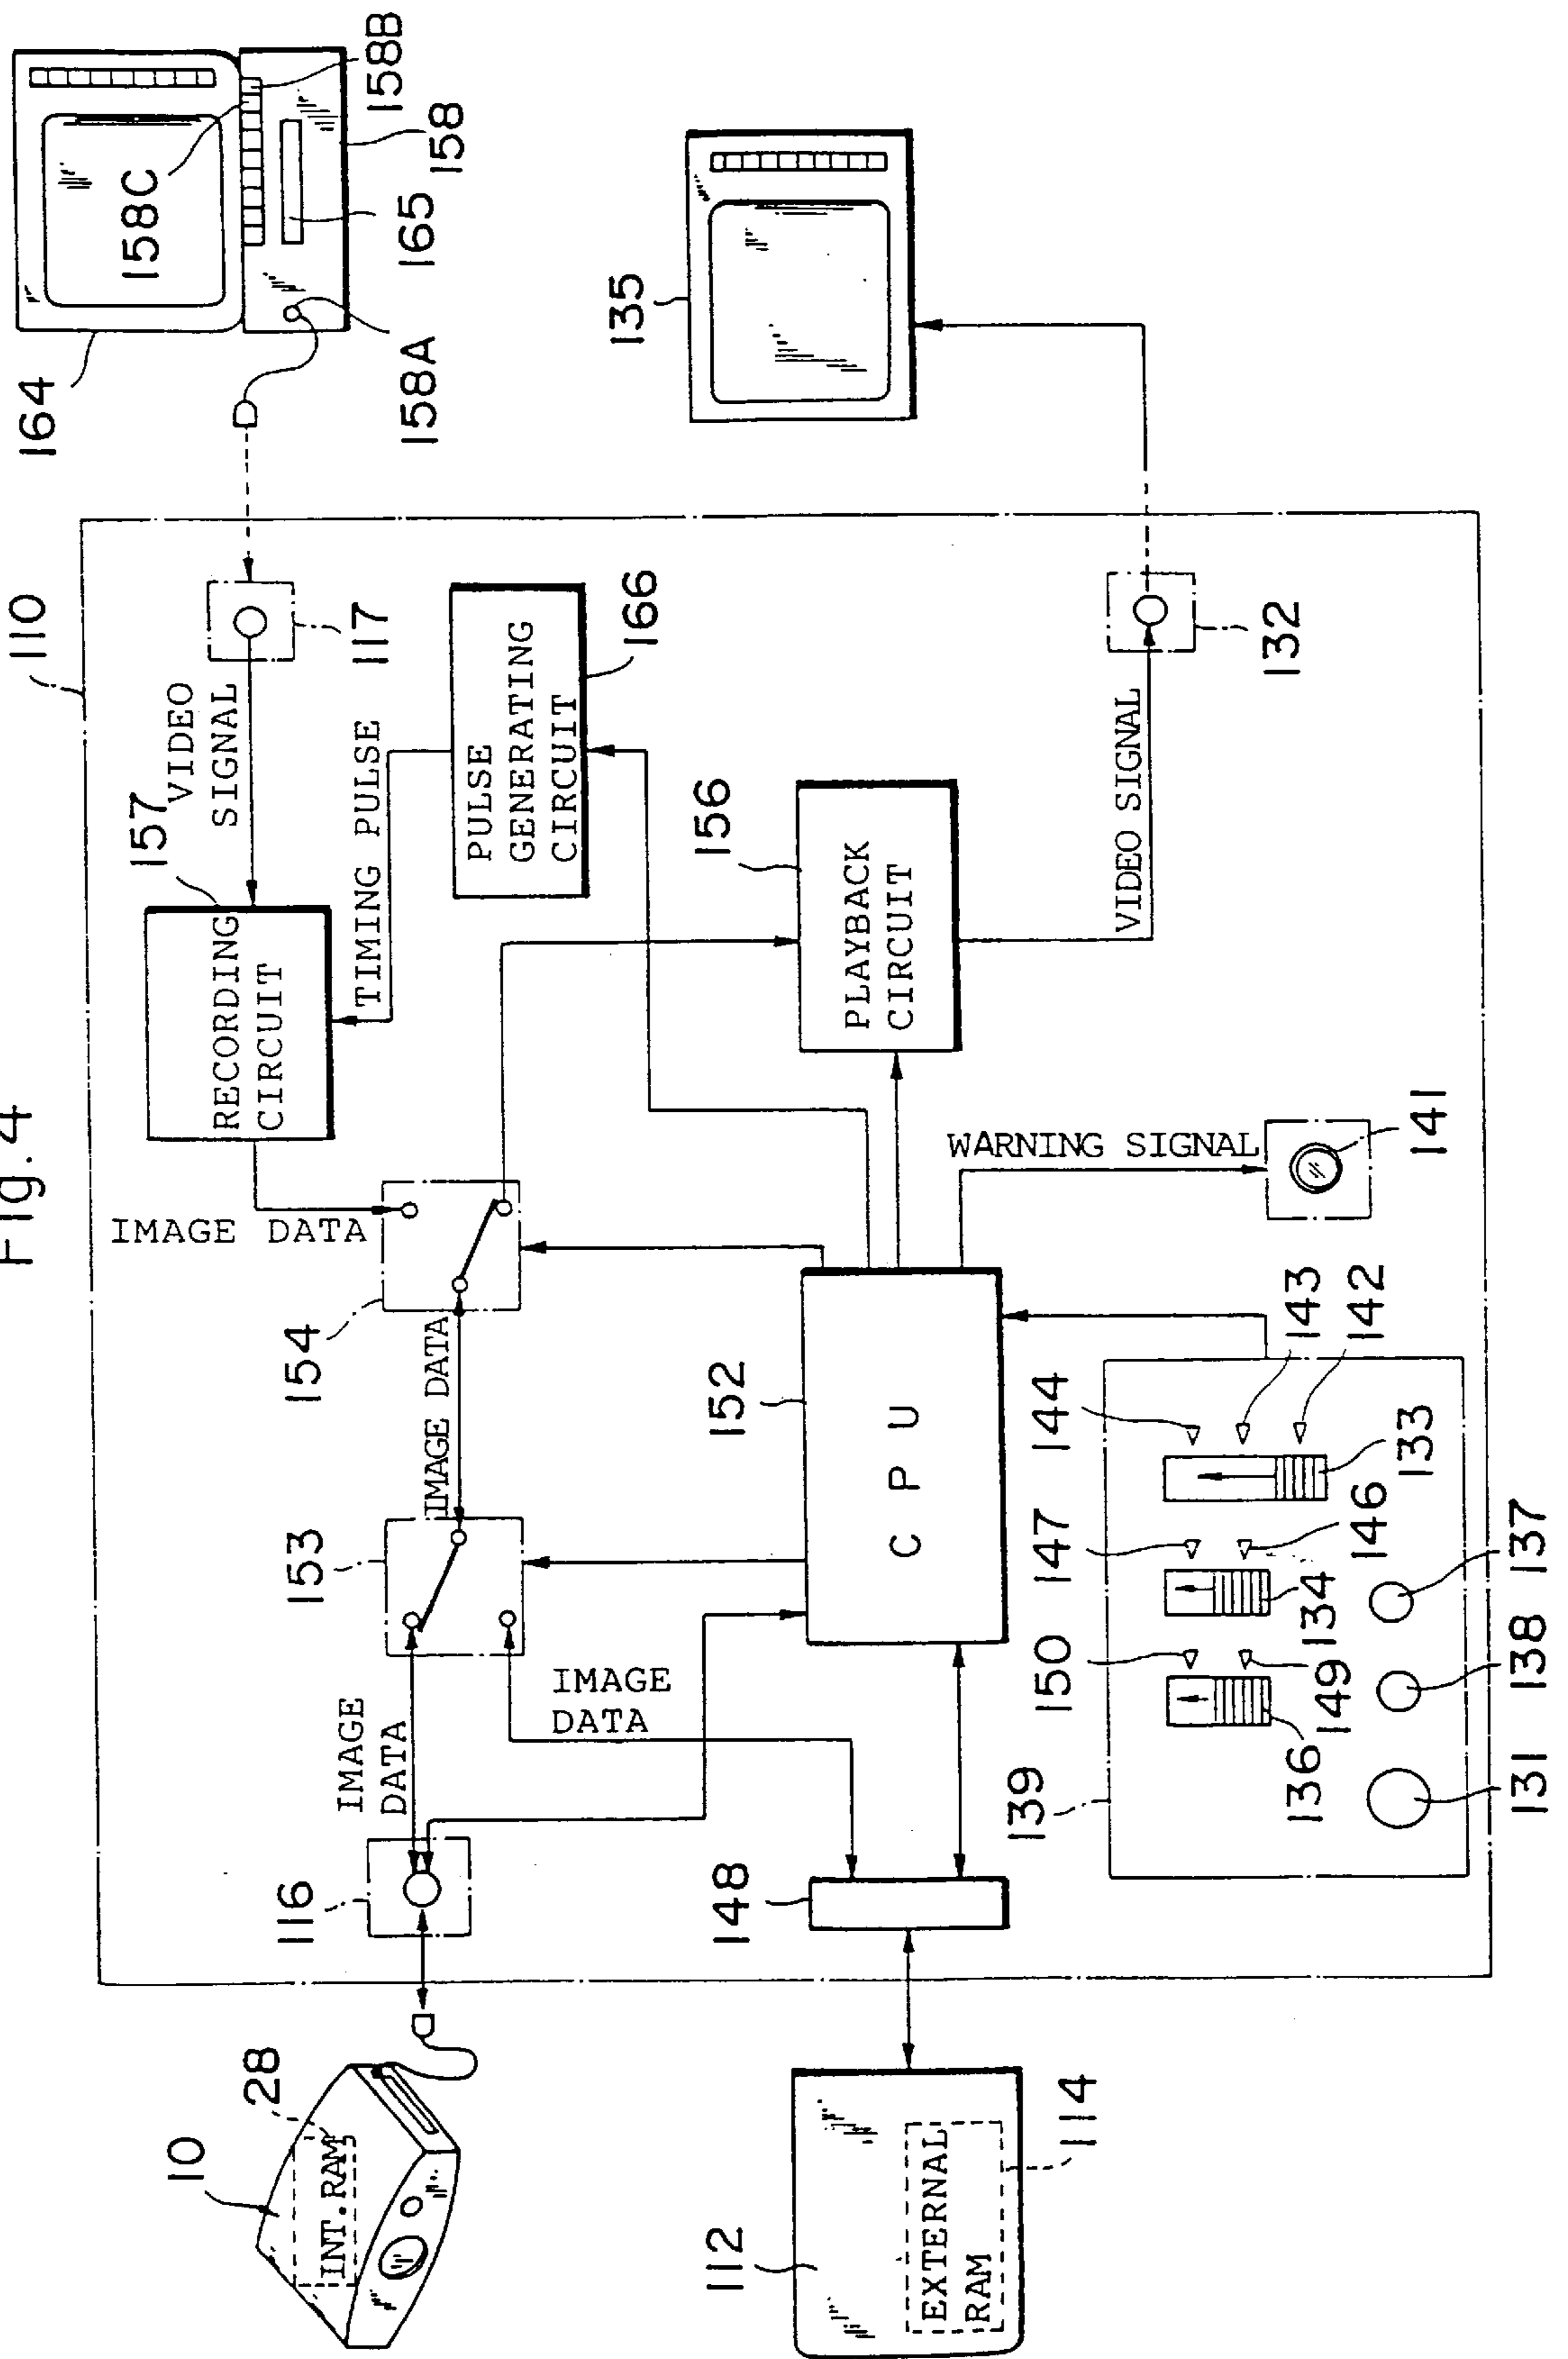 Fig. 4
110
164
158C
158B
158
165
158A
135
117
VIDEO
SIGNAL
157
RECORDING
CIRCUIT
TIMING PULSE
PULSE
GENERATING
CIRCUIT
166
IMAGE DATA
154
IMAGE DATA
153
IMAGE
DATA
116
IMAGE
DATA
10
28
INT.RAM
156
PLAYBACK
CIRCUIT
VIDEO SIGNAL
132
152
C P U
WARNING SIGNAL
141
148
112
EXTERNAL
RAM
114
139
150
147
144
143
142
136
149
134
146
133
131
138
137